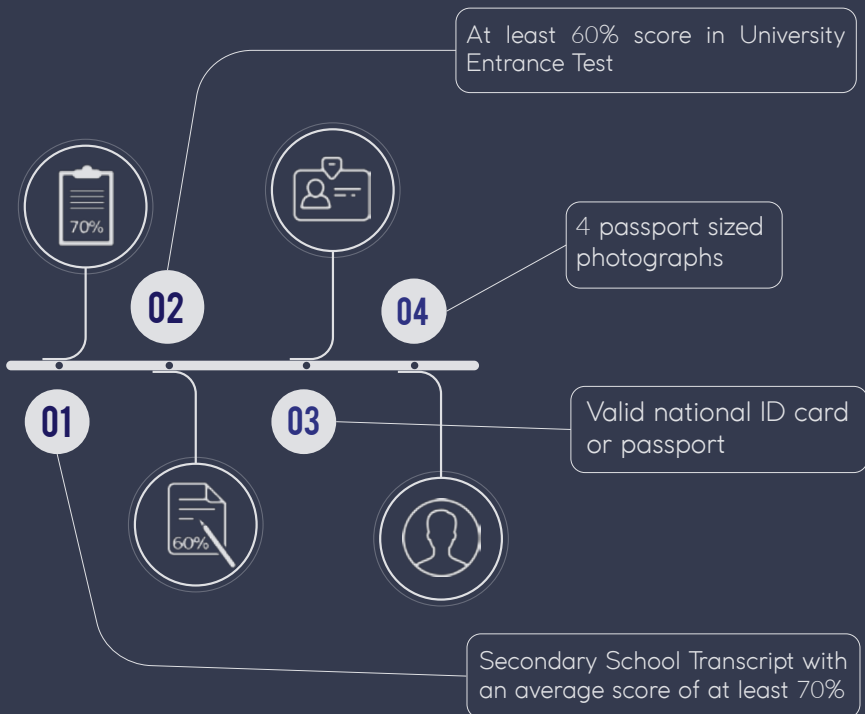 At least 60% score in University
Entrance Test
70%
02
4 passport sized
photographs
04
01
03
Valid national ID card
or passport
60%
Secondary School Transcript with
an average score of at least 70%